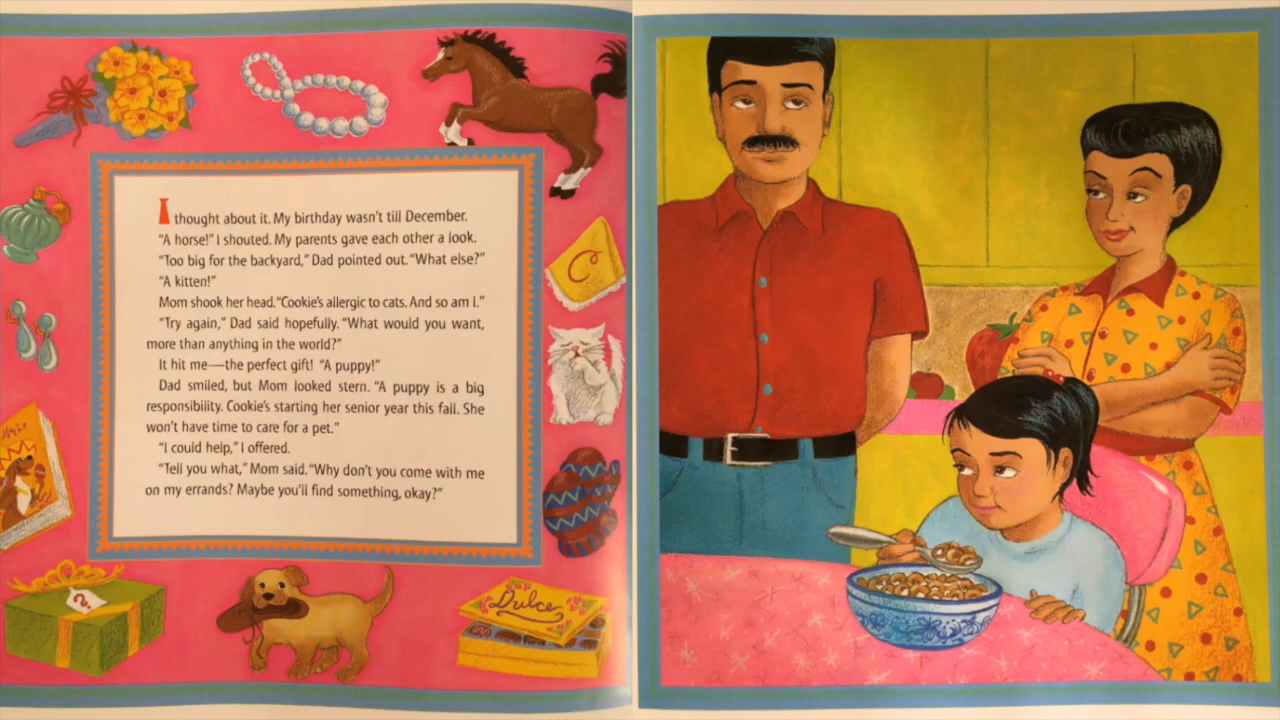 I thought about it. My birthday wasn't till December.
"A horse!" I shouted. My parents gave each other a look.
"Too big for the backyard," Dad pointed out. "What else?"
"A kitten!"
Mom shook her head. "Cookie's allergic to cats. And so am I."
"Try again," Dad said hopefully. "What would you want,
more than anything in the world?"
It hit me—the perfect gift! "A puppy!"
Dad smiled, but Mom looked stern. "A puppy is a big
responsibility. Cookie's starting her senior year this fall. She
won't have time to care for a pet."
"I could help," I offered.
"Tell you what," Mom said. "Why don't you come with me
on my errands? Maybe you'll find something, okay?"
C
?
Dulce